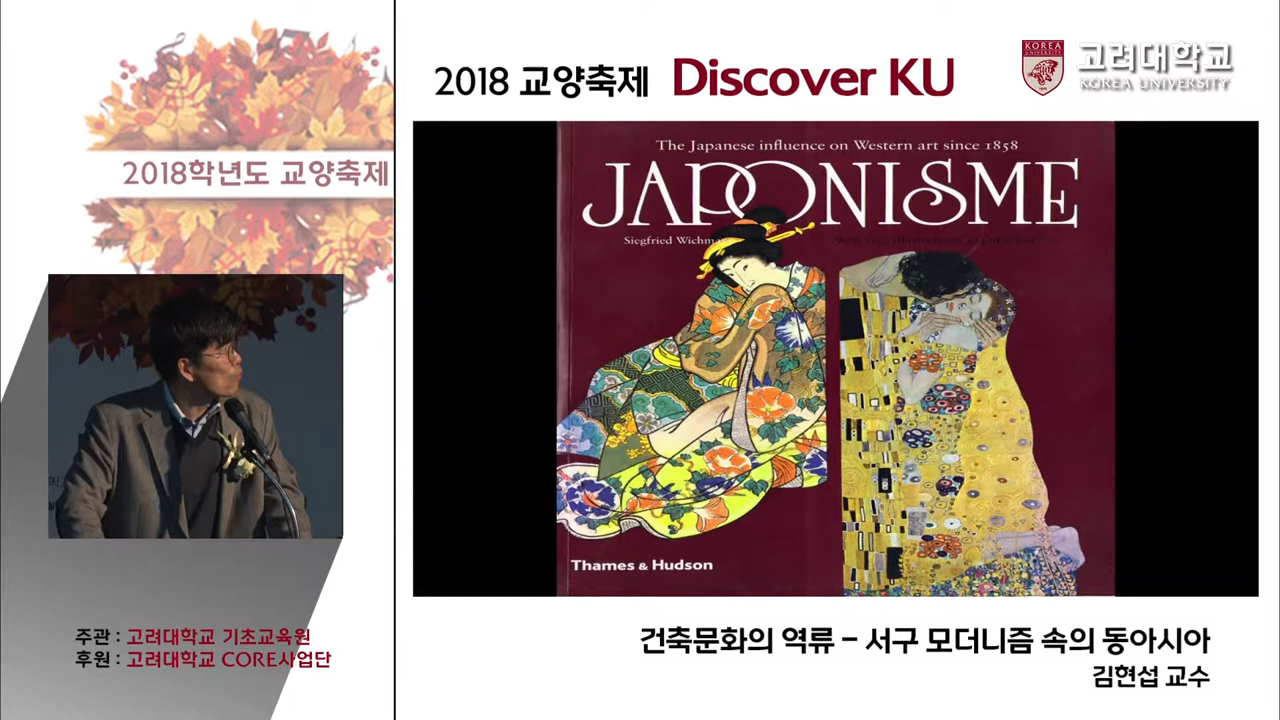 2018학년도 교양축제
주관 : 고려대학교 기초교육원
후원 : 고려대학교 CORE사업단
2018 교양축제 Discover KU
KOREA
고려대학교
KOREA UNIVERSITY
The Japanese influence on Western art since 1858
JAPONISME
Siegfried
Thames & Hudson
건축문화의 역류 – 서구 모더니즘 속의 동아시아
김현섭 교수